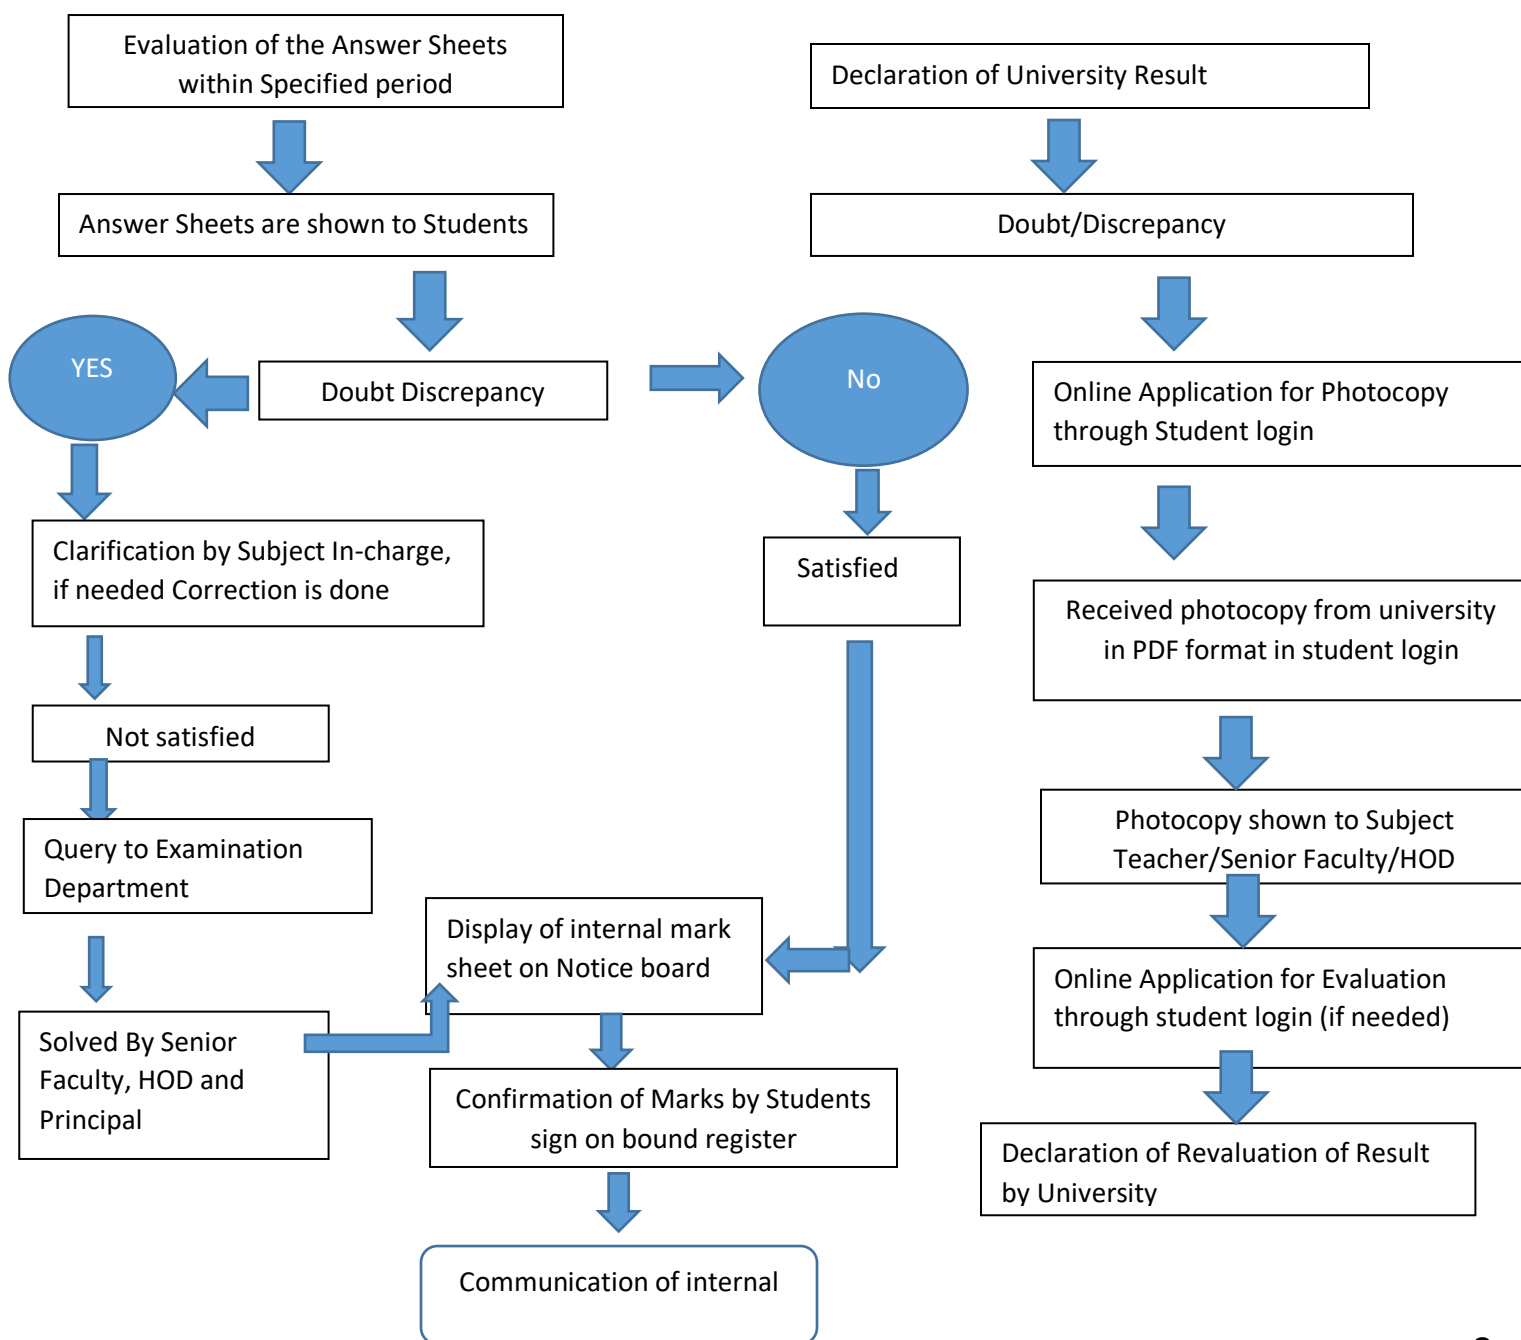 Evaluation of the Answer Sheets
within Specified period
Answer Sheets are shown to Students
Doubt Discrepancy
YES
No
Clarification by Subject In-charge,
if needed Correction is done
Satisfied
Not satisfied
Query to Examination
Department
Solved By Senior
Faculty, HOD and
Principal
Display of internal mark
sheet on Notice board
Confirmation of Marks by Students
sign on bound register
Communication of internal
Declaration of University Result
Doubt/Discrepancy
Online Application for Photocopy
through Student login
Received photocopy from university
in PDF format in student login
Photocopy shown to Subject
Teacher/Senior Faculty/HOD
Online Application for Evaluation
through student login (if needed)
Declaration of Revaluation of Result
by University